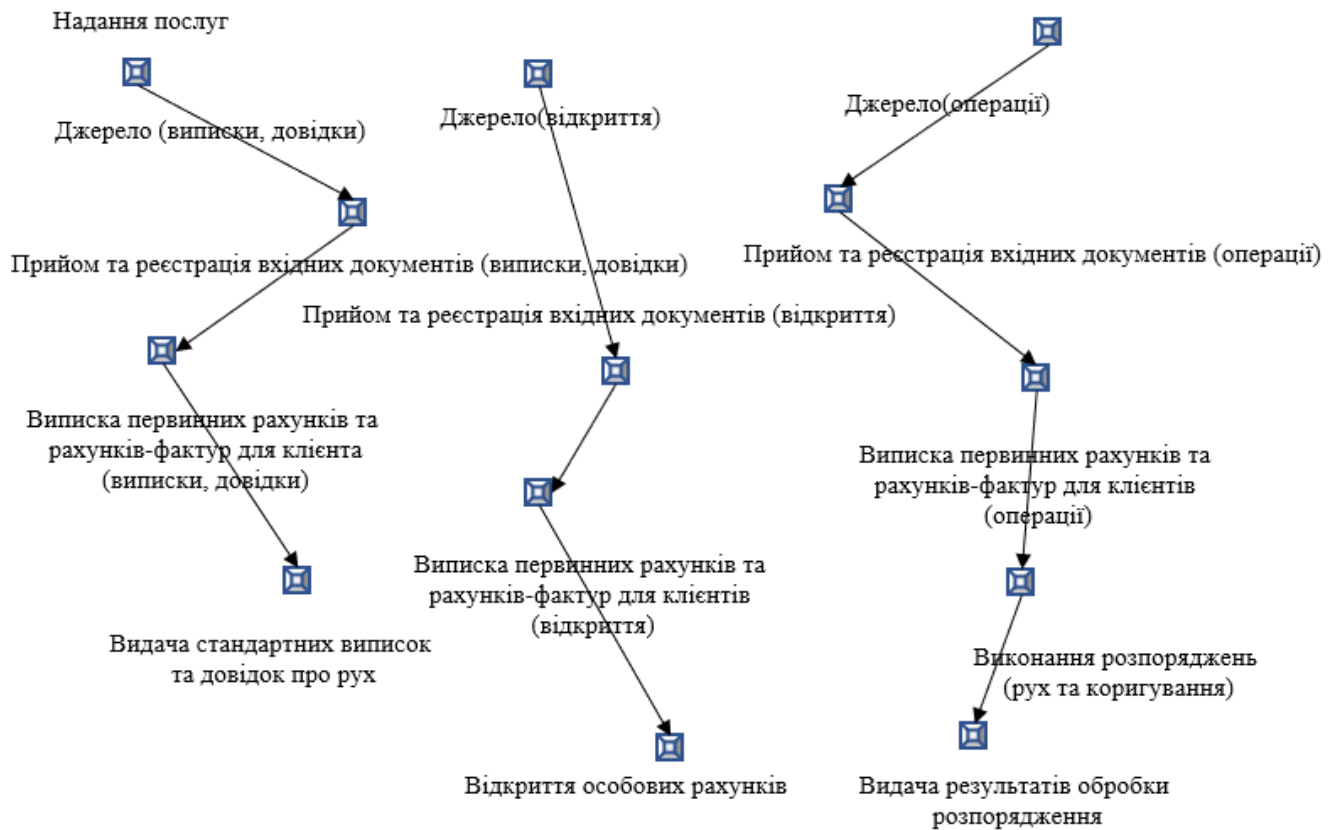 Надання послуг
Джерело (виписки, довідки)
Джерело(відкриття)
Джерело(операції)
Прийом та реєстрація вхідних документів (виписки, довідки)
Прийом та реєстрація вхідних документів (операції)
Прийом та реєстрація вхідних документів (відкриття)
Виписка первинних рахунків та
рахунків-фактур для клієнта
(виписки, довідки)
Виписка первинних рахунків та
рахунків-фактур для клієнтів
(операції)
Виписка первинних рахунків та
рахунків-фактур для клієнтів
(відкриття)
Видача стандартних виписок
та довідок про рух
Виконання розпоряджень
(рух та коригування)
Відкриття особових рахунків
Видача результатів обробки
розпорядження